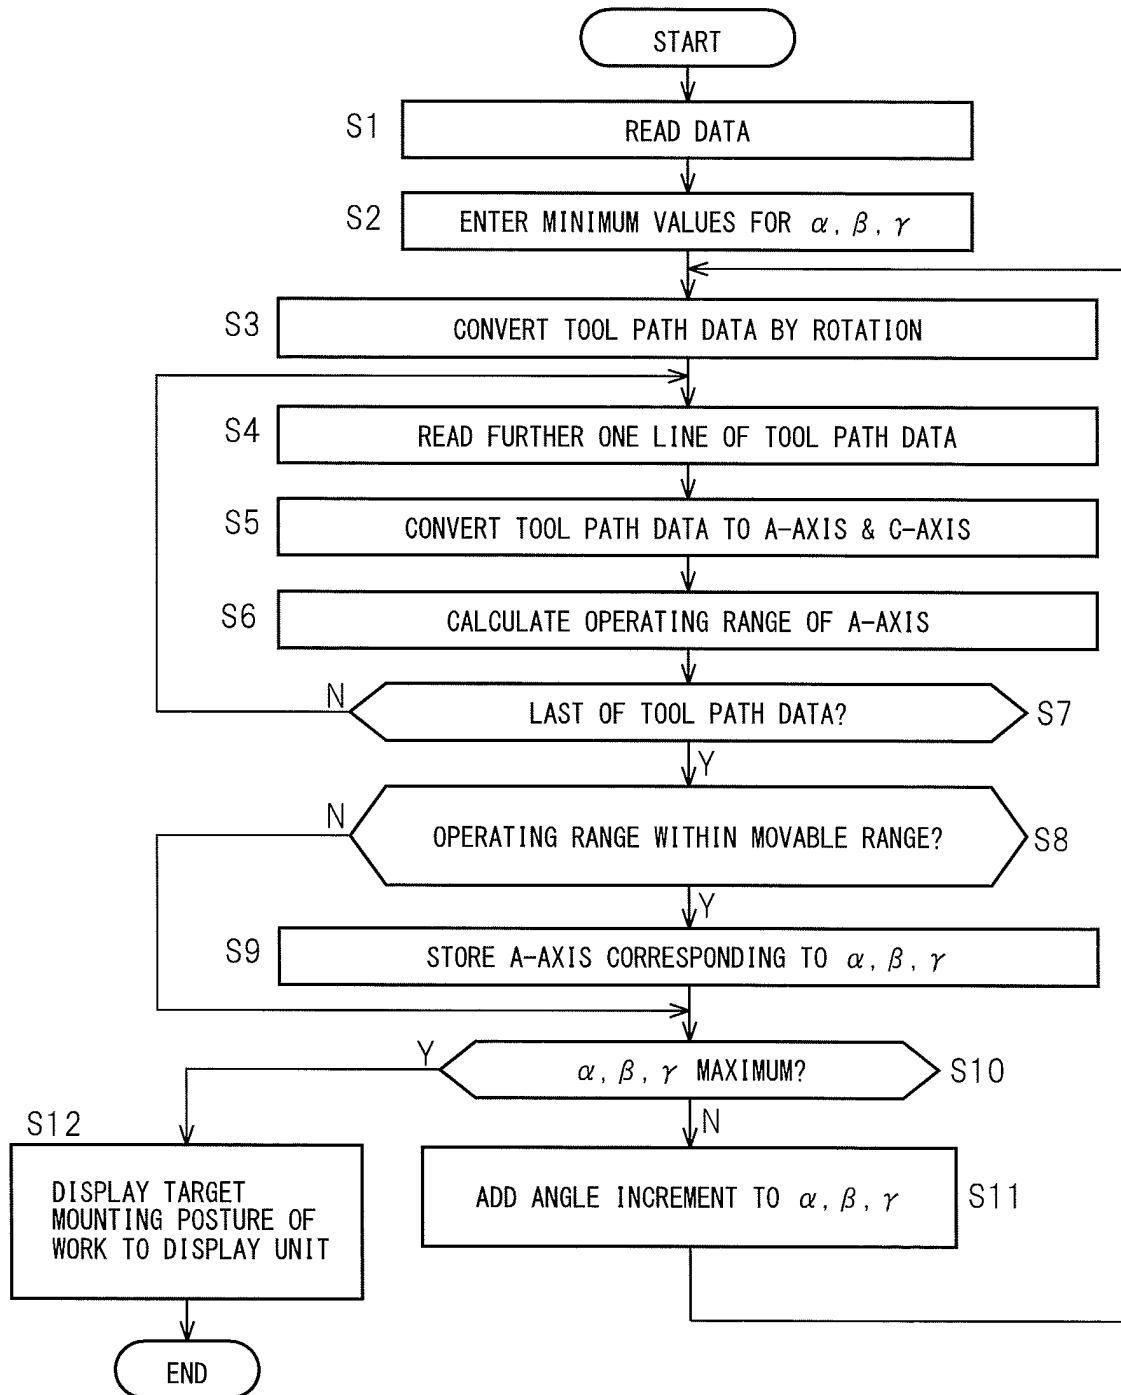 START
S1
READ DATA
S2
ENTER MINIMUM VALUES FOR α, β, γ
S3
CONVERT TOOL PATH DATA BY ROTATION
S4
READ FURTHER ONE LINE OF TOOL PATH DATA
S5
CONVERT TOOL PATH DATA TO A-AXIS & C-AXIS
S6
CALCULATE OPERATING RANGE OF A-AXIS
N
LAST OF TOOL PATH DATA?
S7
Y
N
OPERATING RANGE WITHIN MOVABLE RANGE?
S8
Y
S9
STORE A-AXIS CORRESPONDING TO α, β, γ
Y
α, β, γ MAXIMUM?
S10
N
S12
DISPLAY TARGET
MOUNTING POSTURE OF
WORK TO DISPLAY UNIT
ADD ANGLE INCREMENT TO α, β, γ
S11
END